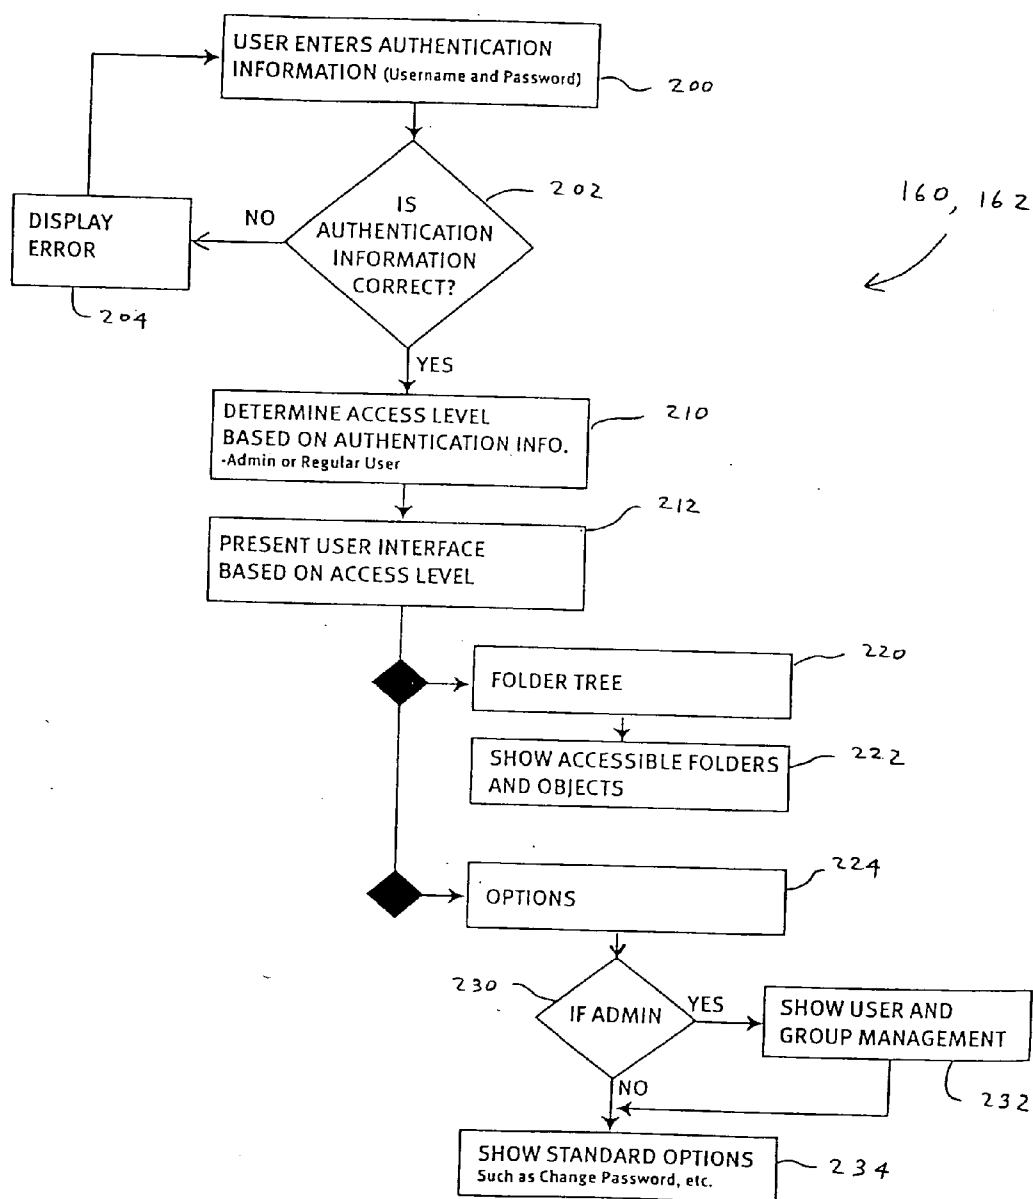 USER ENTERS AUTHENTICATION
INFORMATION (Username and Password)
200
202
160, 162
IS
AUTHENTICATION
INFORMATION
CORRECT?
NO
DISPLAY
ERROR
204
YES
DETERMINE ACCESS LEVEL
BASED ON AUTHENTICATION INFO.
-Admin or Regular User
210
212
PRESENT USER INTERFACE
BASED ON ACCESS LEVEL
220
FOLDER TREE
SHOW ACCESSIBLE FOLDERS
AND OBJECTS
222
224
OPTIONS
230
IF ADMIN
YES
SHOW USER AND
GROUP MANAGEMENT
232
NO
SHOW STANDARD OPTIONS
Such as Change Password, etc.
234